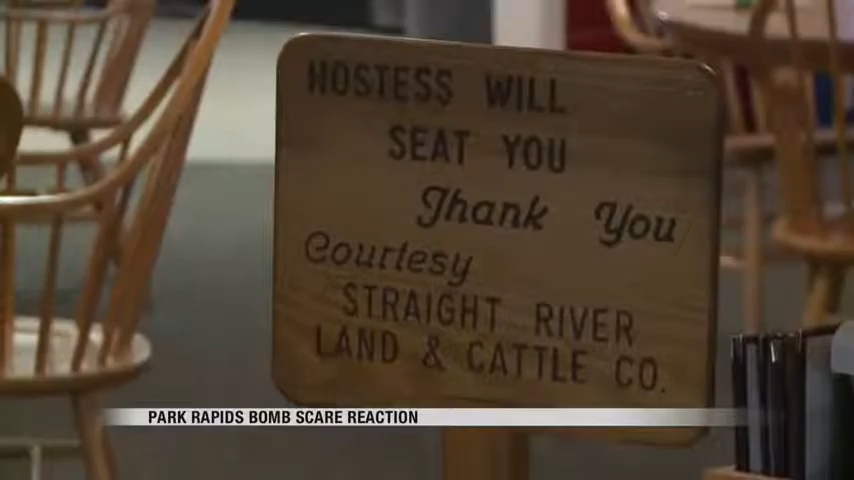 HOSTESS WILL
SEAT YOU
Thank You
Courtesy
STRAIGHT RIVER
LAND & CATTLE CO.
PARK RAPIDS BOMB SCARE REACTION